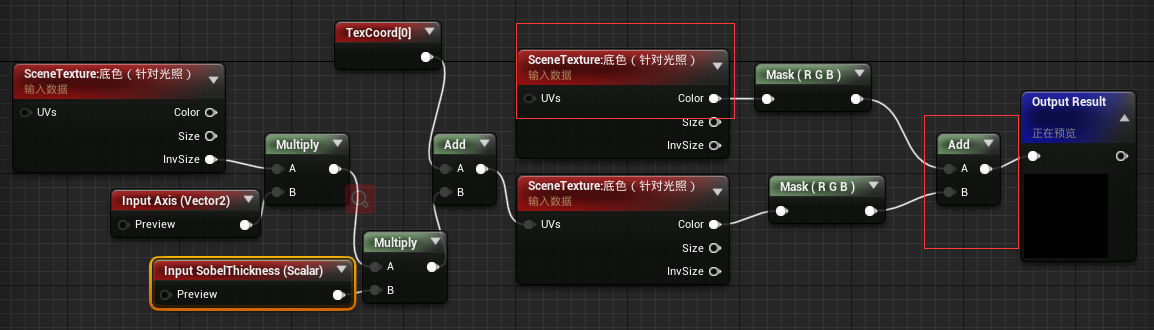 TexCoord[0]
SceneTexture:底色（针对光照）
输入数据
UVs
Color
Size
InvSize
Multiply
A
B
Input Axis (Vector2)
Preview
Input SobelThickness (Scalar)
Preview
Multiply
A
B
Add
A
B
SceneTexture:底色（针对光照）
输入数据
UVs
Color
Size
InvSize
SceneTexture:底色（针对光照）
输入数据
UVs
Color
Size
InvSize
Mask ( R G B )
Mask ( R G B )
Add
A
B
Output Result
正在预览